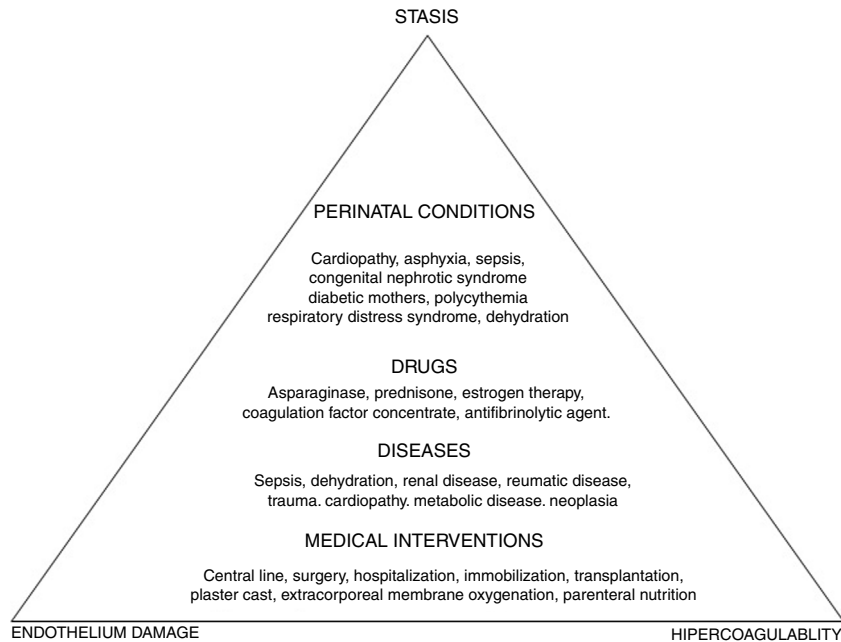 STASIS
PERINATAL CONDITIONS
Cardiopathy, asphyxia, sepsis,
congenital nephrotic syndrome
diabetic mothers, polycythemia
respiratory distress syndrome, dehydration
DRUGS
Asparaginase, prednisone, estrogen therapy,
coagulation factor concentrate, antifibrinolytic agent.
DISEASES
Sepsis, dehydration, renal disease, reumatic disease,
trauma. cardiopathy. metabolic disease. neoplasia
MEDICAL INTERVENTIONS
Central line, surgery, hospitalization, immobilization, transplantation,
plaster cast, extracorporeal membrane oxygenation, parenteral nutrition
ENDOTHELIUM DAMAGE
HIPERCOAGULABLITY